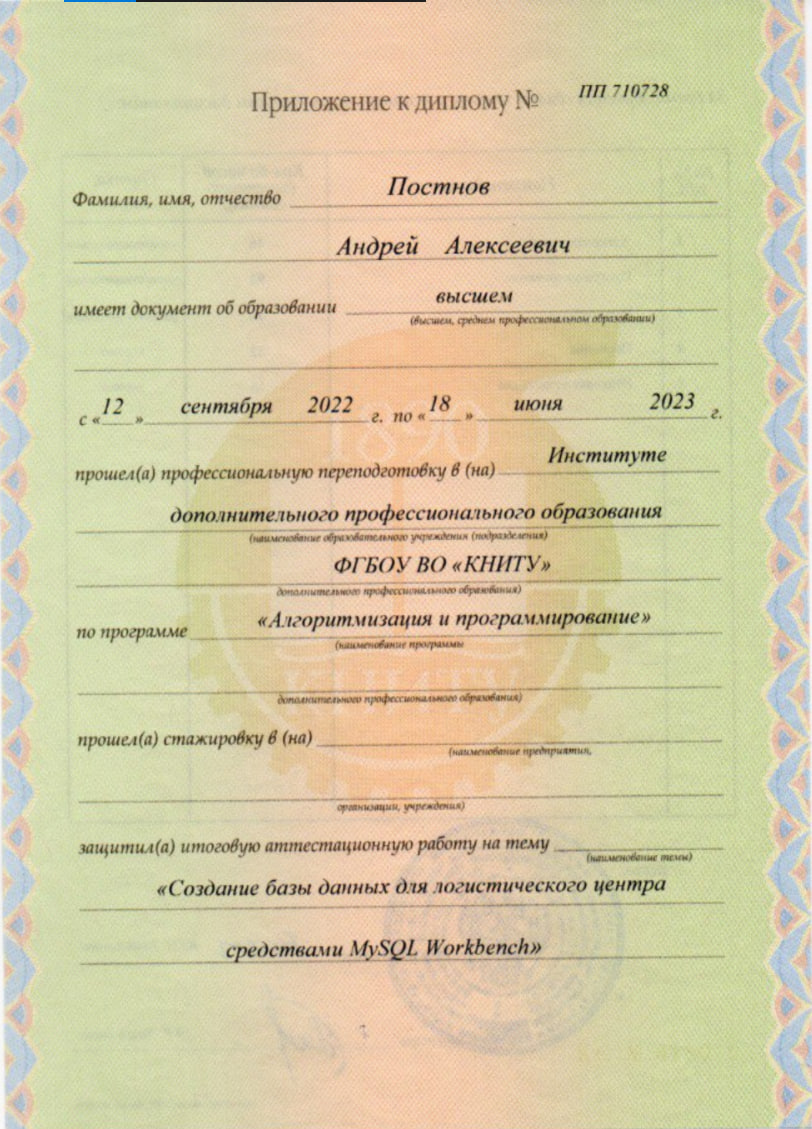 Приложение к диплому № ПП 710728
Фамилия, имя, отчество Постнов
Андрей Алексеевич
имеет документ об образовании высшем
(высшем, среднем профессиональном образовании)
с «12» сентября 2022 г. по «18» июня 2023 г.
прошел(а) профессиональную переподготовку в (на) Институте
дополнительного профессионального образования
(наименование образовательного учреждения (подразделения)
ФГБОУ ВО «КНИТУ»
дополнительного профессионального образования)
по программе «Алгоритмизация и программирование»
(наименование программы
дополнительного профессионального образования)
прошел(а) стажировку в (на)
(наименование предприятия,
организации, учреждения)
защитил(а) итоговую аттестационную работу на тему
(наименование темы)
«Создание базы данных для логистического центра
средствами MySQL Workbench»
1890
КНИТУ